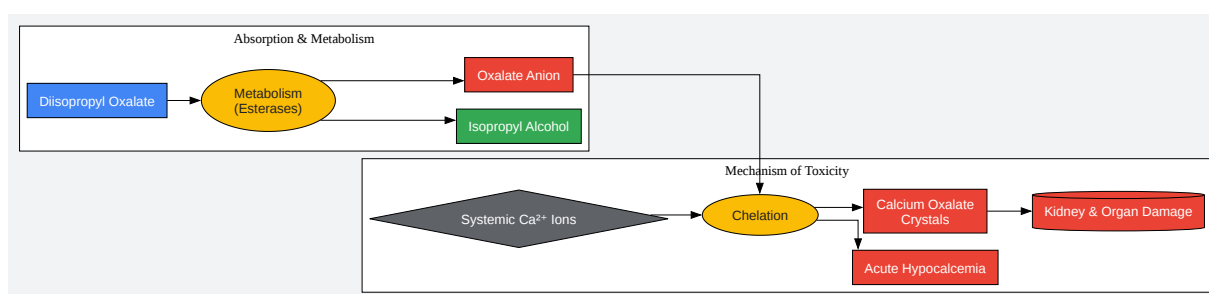 Absorption & Metabolism
Diisopropyl Oxalate
Metabolism
(Esterases)
Oxalate Anion
Isopropyl Alcohol
Mechanism of Toxicity
Systemic Ca²⁺ Ions
Chelation
Calcium Oxalate
Crystals
Kidney & Organ Damage
Acute Hypocalcemia